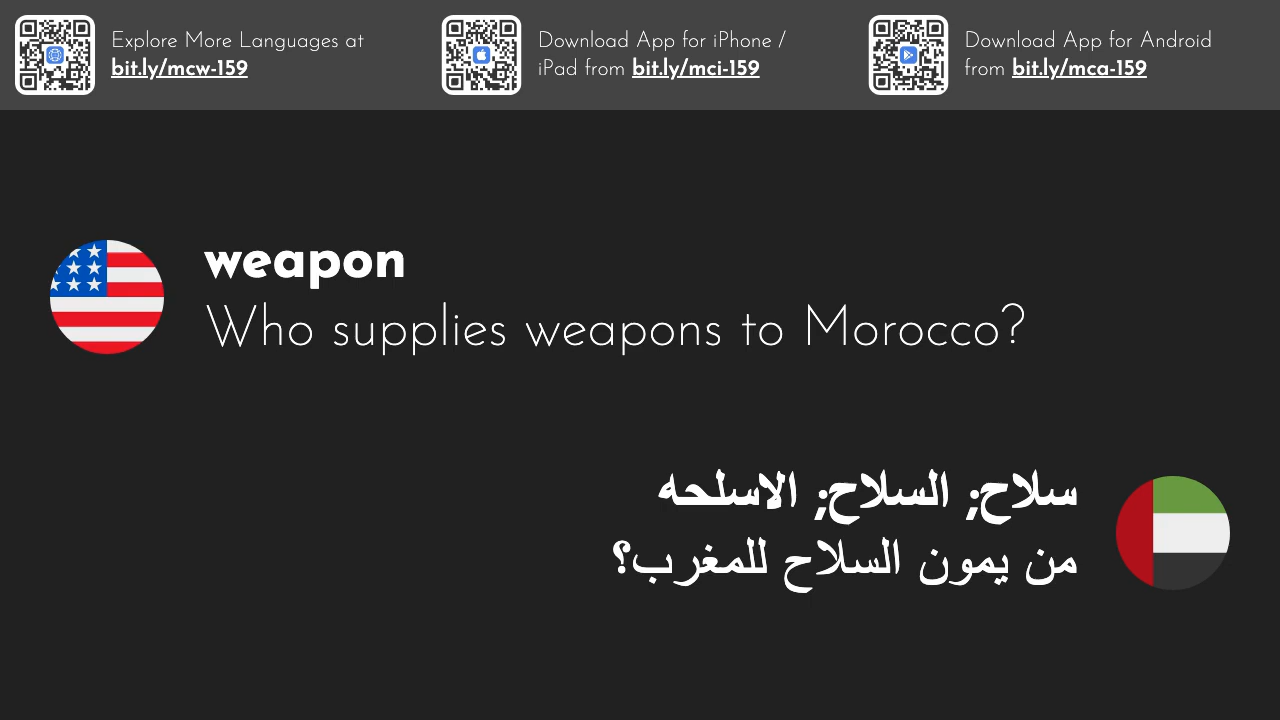 Explore More Languages at
bit.ly/mcw-159
Download App for iPhone /
iPad from bit.ly/mci-159
Download App for Android
from bit.ly/mca-159
weapon
Who supplies weapons to Morocco?
سلاح; السلاح; الاسلحه
من يمون السلاح للمغرب؟